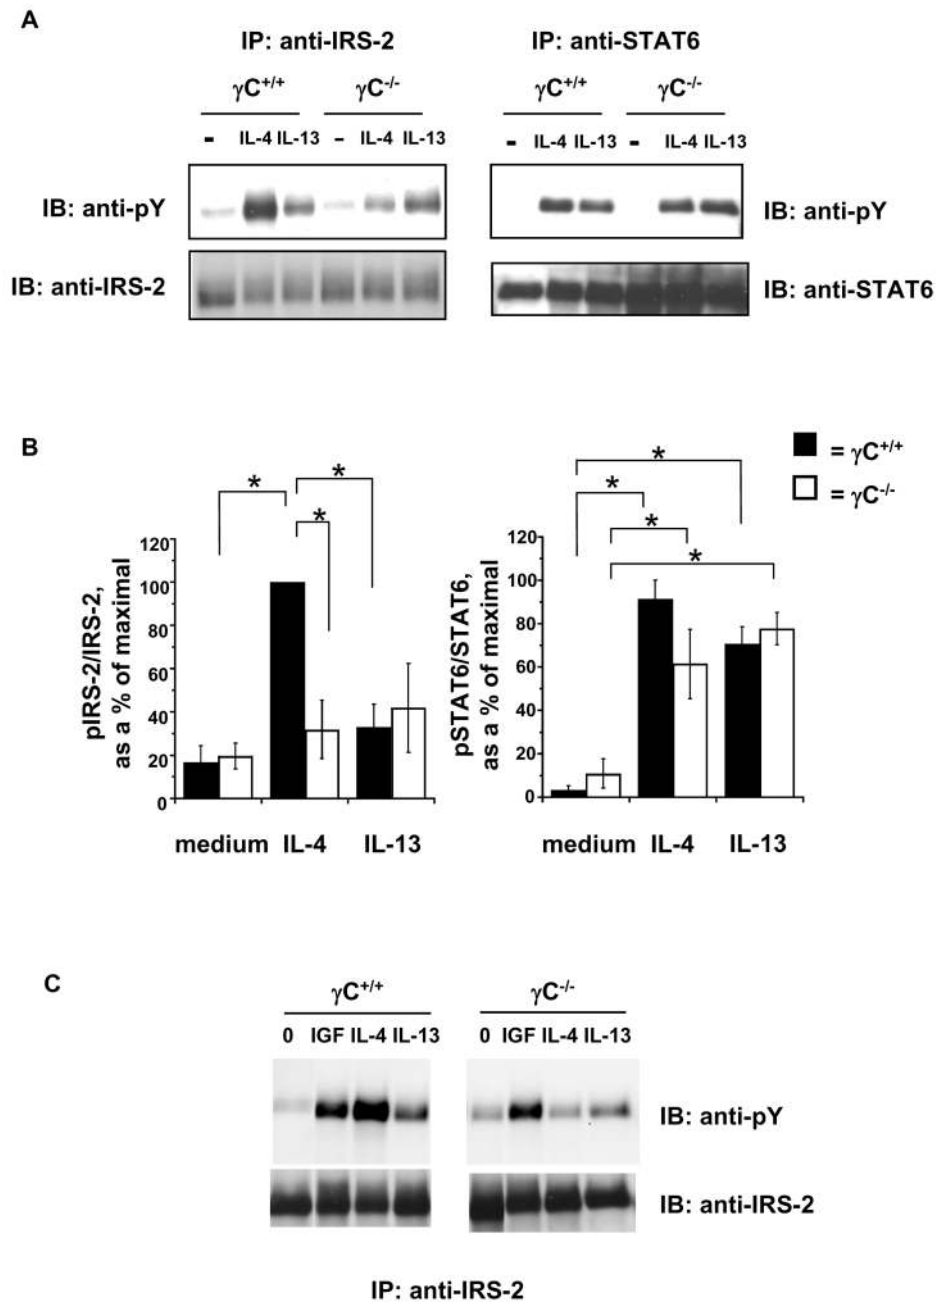 A
IP: anti-IRS-2 IP: anti-STAT6
γC+/+ γC-/- γC+/+ γC-/-
- IL-4 IL-13 - IL-4 IL-13 - IL-4 IL-13 - IL-4 IL-13
IB: anti-pY IB: anti-pY
IB: anti-IRS-2 IB: anti-STAT6
B
= γC+/+
= γC-/-
* * * * * * *
pIRS-2/IRS-2,
as a % of maximal
120
100
80
60
40
20
0
medium IL-4 IL-13
pSTAT6/STAT6,
as a % of maximal
120
100
80
60
40
20
0
medium IL-4 IL-13
C
γC+/+ γC-/-
0 IGF IL-4 IL-13 0 IGF IL-4 IL-13
IB: anti-pY
IB: anti-IRS-2
IP: anti-IRS-2